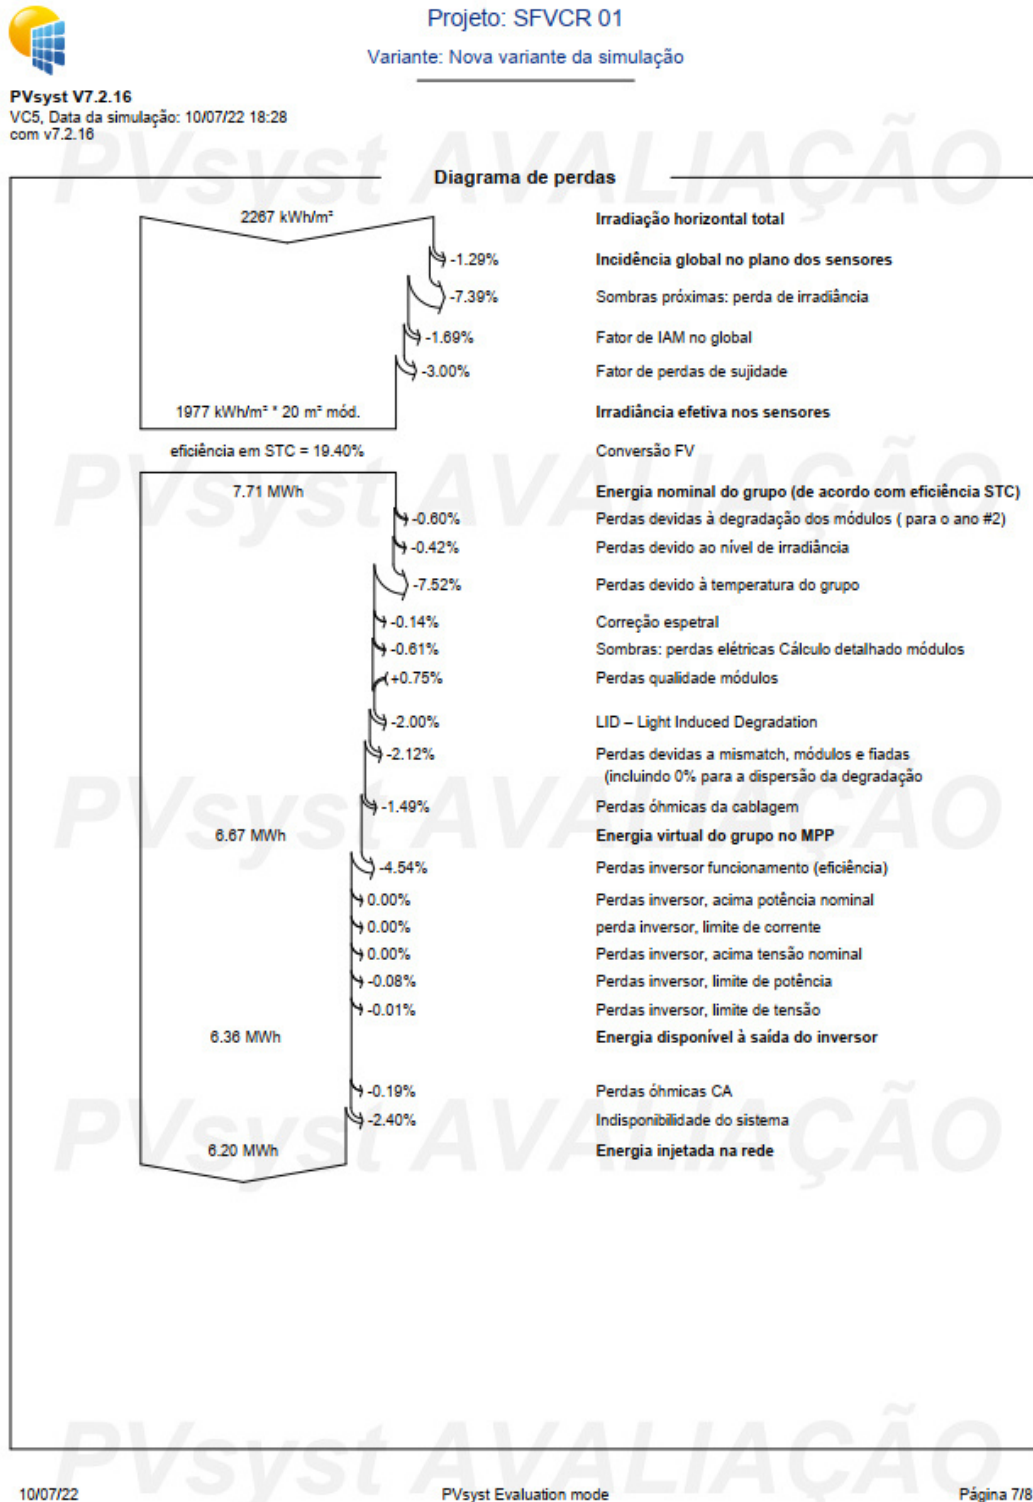 Projeto: SFVCR 01
Variante: Nova variante da simulação
PVsyst V7.2.16
VC5, Data da simulação: 10/07/22 18:28
com v7.2.16
PVsyst AVALIAÇÃO
Diagrama de perdas
2267 kWh/m² Irradiação horizontal total
-1.29% Incidência global no plano dos sensores
-7.39% Sombras próximas: perda de irradiância
-1.69% Fator de IAM no global
-3.00% Fator de perdas de sujidade
1977 kWh/m² * 20 m² mód. Irradiância efetiva nos sensores
eficiência em STC = 19.40% Conversão FV
PVsyst AVALIAÇÃO
7.71 MWh Energia nominal do grupo (de acordo com eficiência STC)
-0.60% Perdas devidas à degradação dos módulos ( para o ano #2)
-0.42% Perdas devido ao nível de irradiância
-7.52% Perdas devido à temperatura do grupo
-0.14% Correção espetral
-0.61% Sombras: perdas elétricas Cálculo detalhado módulos
+0.75% Perdas qualidade módulos
-2.00% LID – Light Induced Degradation
-2.12% Perdas devidas a mismatch, módulos e fiadas
(incluindo 0% para a dispersão da degradação
-1.49% Perdas óhmicas da cablagem
PVsyst AVALIAÇÃO
6.67 MWh Energia virtual do grupo no MPP
-4.54% Perdas inversor funcionamento (eficiência)
0.00% Perdas inversor, acima potência nominal
0.00% perda inversor, limite de corrente
0.00% Perdas inversor, acima tensão nominal
-0.08% Perdas inversor, limite de potência
-0.01% Perdas inversor, limite de tensão
6.36 MWh Energia disponível à saída do inversor
-0.19% Perdas óhmicas CA
-2.40% Indisponibilidade do sistema
PVsyst AVALIAÇÃO
6.20 MWh Energia injetada na rede
PVsyst AVALIAÇÃO
10/07/22 PVsyst Evaluation mode Página 7/8